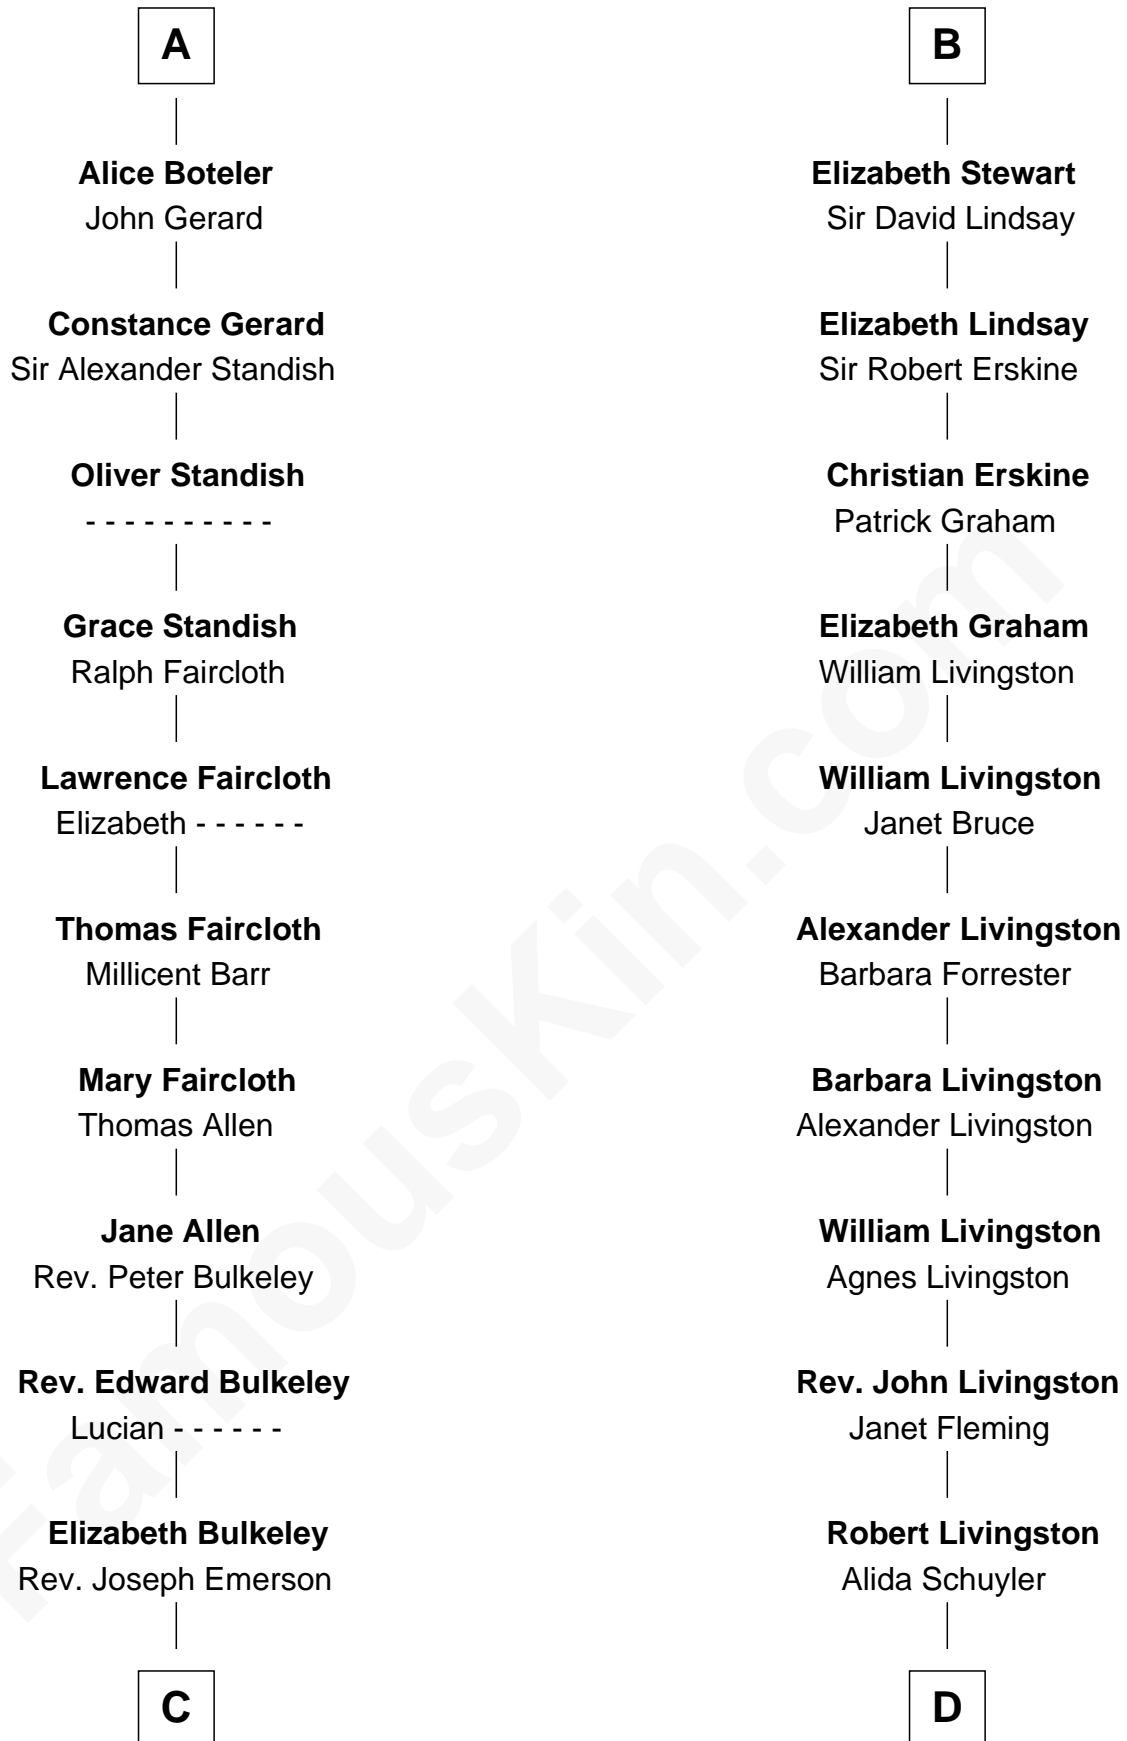 A
Alice Boteler
John Gerard
Constance Gerard
Sir Alexander Standish
Oliver Standish
- - - - - - - - - -
Grace Standish
Ralph Faircloth
Lawrence Faircloth
Elizabeth - - - - - -
Thomas Faircloth
Millicent Barr
Mary Faircloth
Thomas Allen
Jane Allen
Rev. Peter Bulkeley
Rev. Edward Bulkeley
Lucian - - - - - -
Elizabeth Bulkeley
Rev. Joseph Emerson
C
B
Elizabeth Stewart
Sir David Lindsay
Elizabeth Lindsay
Sir Robert Erskine
Christian Erskine
Patrick Graham
Elizabeth Graham
William Livingston
William Livingston
Janet Bruce
Alexander Livingston
Barbara Forrester
Barbara Livingston
Alexander Livingston
William Livingston
Agnes Livingston
Rev. John Livingston
Janet Fleming
Robert Livingston
Alida Schuyler
D
FamousKin.com